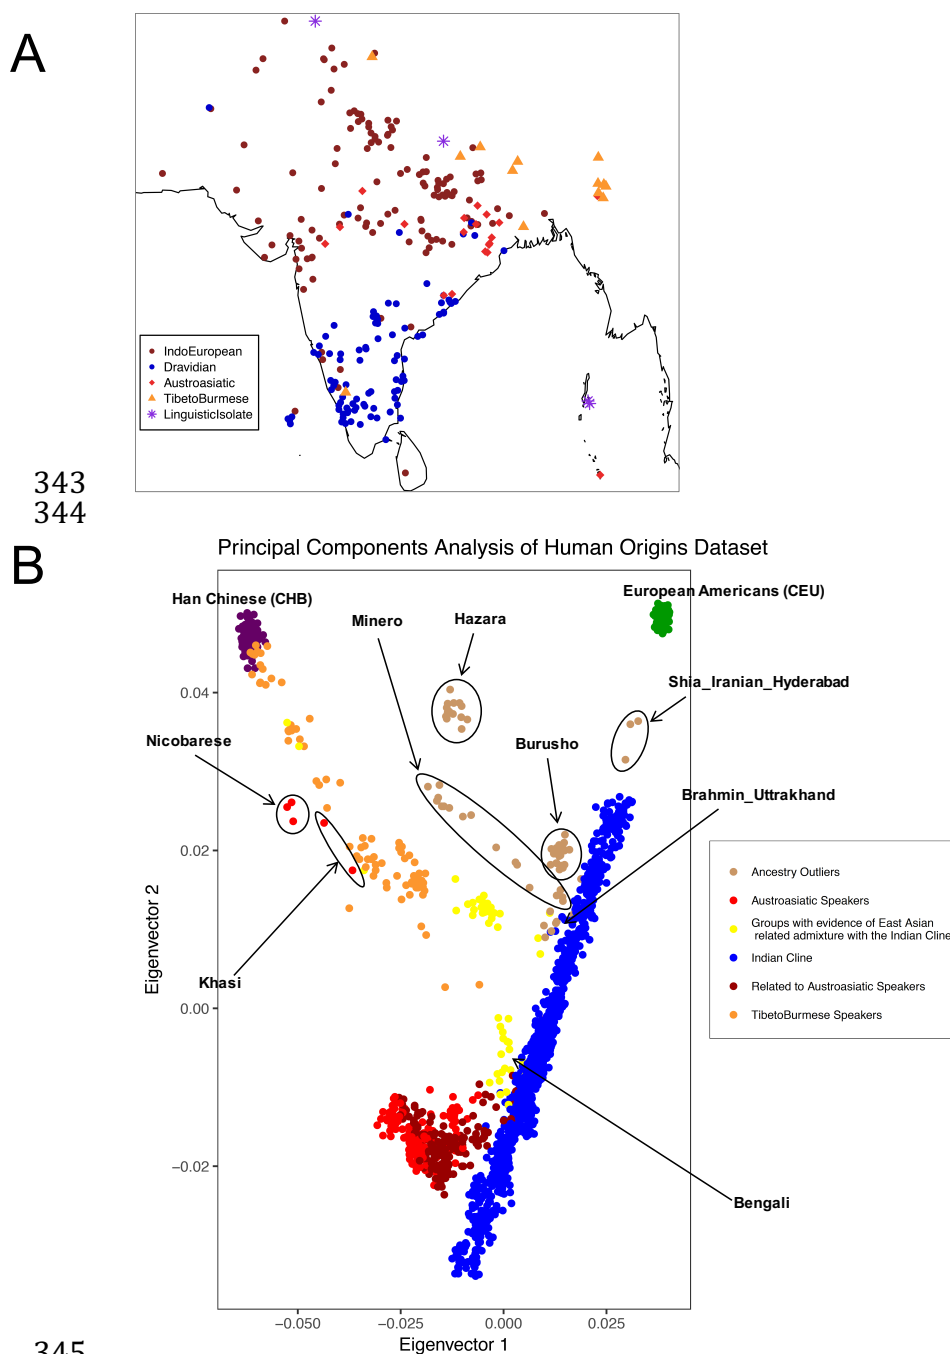 A
IndoEuropean
Dravidian
Austroasiatic
TibetoBurmese
LinguisticIsolate
343
344
B
Principal Components Analysis of Human Origins Dataset
Han Chinese (CHB)
European Americans (CEU)
Minero
Hazara
Shia_Iranian_Hyderabad
Nicobarese
Burusho
Brahmin_Uttrakhand
Khasi
Bengali
Eigenvector 2
0.04
0.02
0.00
−0.02
Ancestry Outliers
Austroasiatic Speakers
Groups with evidence of East Asian
related admixture with the Indian Cline
Indian Cline
Related to Austroasiatic Speakers
TibetoBurmese Speakers
−0.050
−0.025
0.000
0.025
Eigenvector 1
345